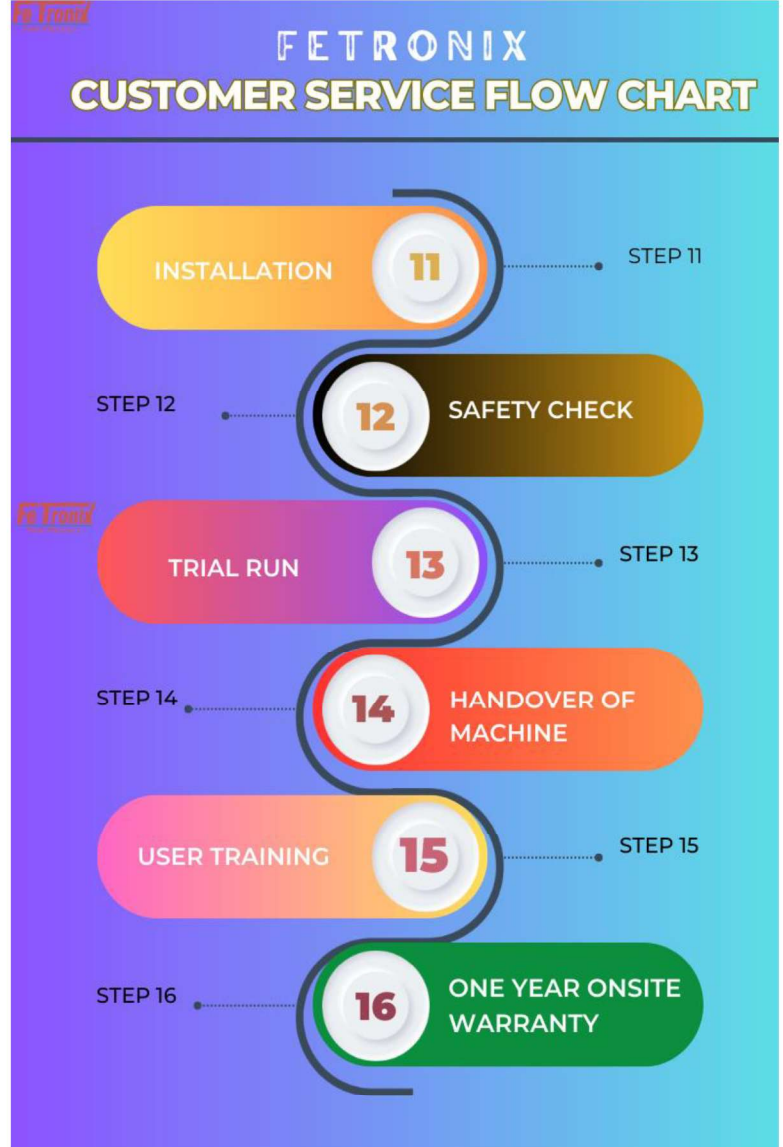 Fe Tronix
FETRONIX
CUSTOMER SERVICE FLOW CHART
INSTALLATION
11
STEP 11
STEP 12
12
SAFETY CHECK
Fe Tronix
TRIAL RUN
13
STEP 13
STEP 14
14
HANDOVER OF
MACHINE
USER TRAINING
15
STEP 15
STEP 16
16
ONE YEAR ONSITE
WARRANTY